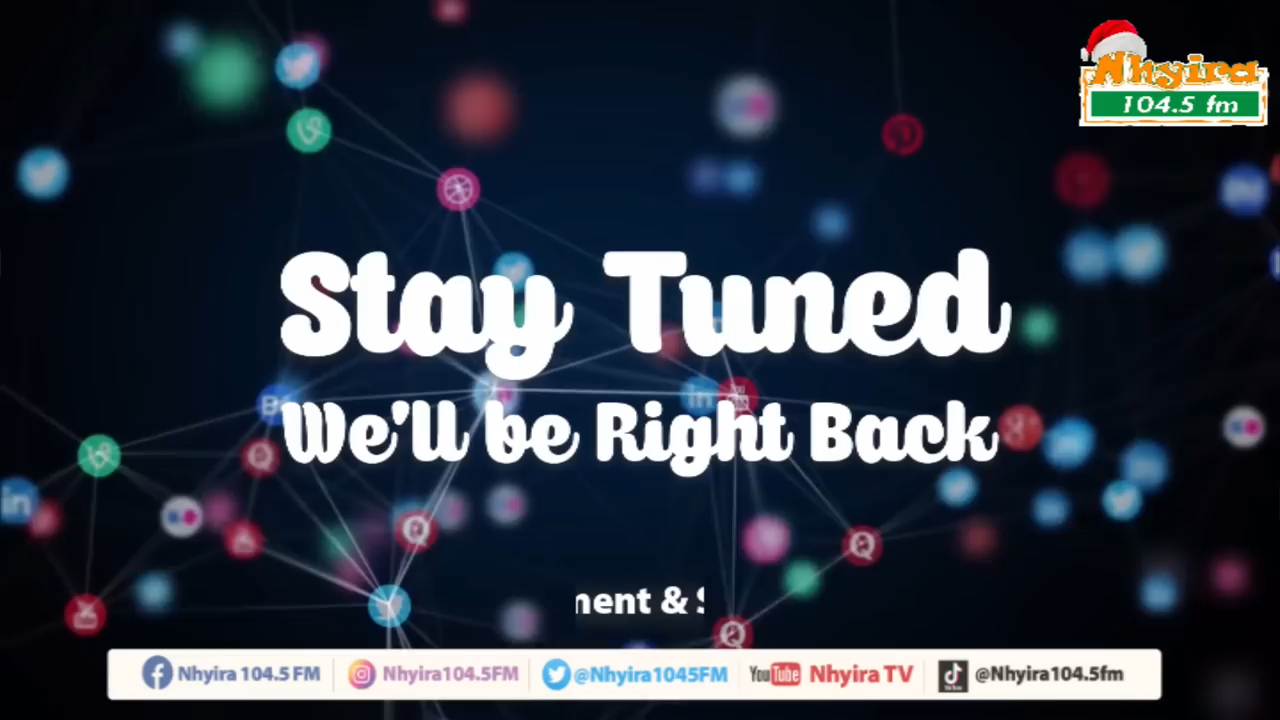 Nhyira
104.5 fm
Stay Tuned
We'll be Right Back
& 
Nhyira 104.5 FM
Nhyira104.5FM
@Nhyira1045FM
YouTube Nhyira TV
@Nhyira104.5fm